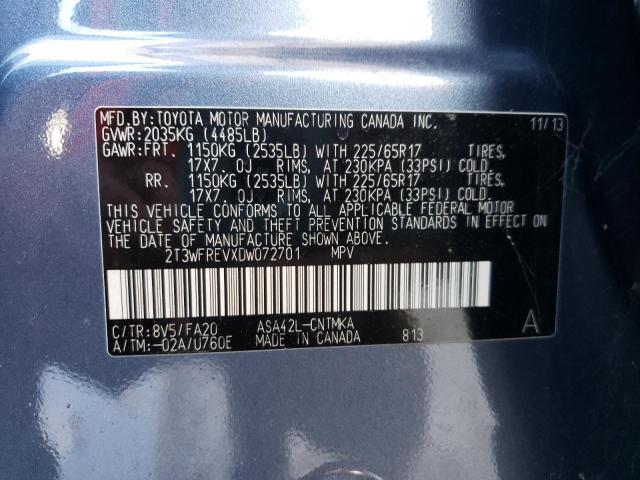 MFD.BY:TOYOTA MOTOR MANUFACTURING CANADA INC. 11/13
GVWR:2035KG (4485LB)
GAWR:FRT. 1150KG (2535LB) WITH 225/65R17 TIRES,
17X7. OJ RIMS, AT 230KPA (33PSI) COLD
RR. 1150KG (2535LB) WITH 225/65R17 TIRES,
17X7. OJ RIMS, AT 230KPA (33PSI) COLD.
THIS VEHICLE CONFORMS TO ALL APPLICABLE FEDERAL MOTOR
VEHICLE SAFETY AND THEFT PREVENTION STANDARDS IN EFFECT ON
THE DATE OF MANUFACTURE SHOWN ABOVE.
2T3WFREVXDW072701 MPV
C/TR:8V5/FA20 ASA42L-CNTMKA A
A/TM:-02A/U760E MADE IN CANADA 813